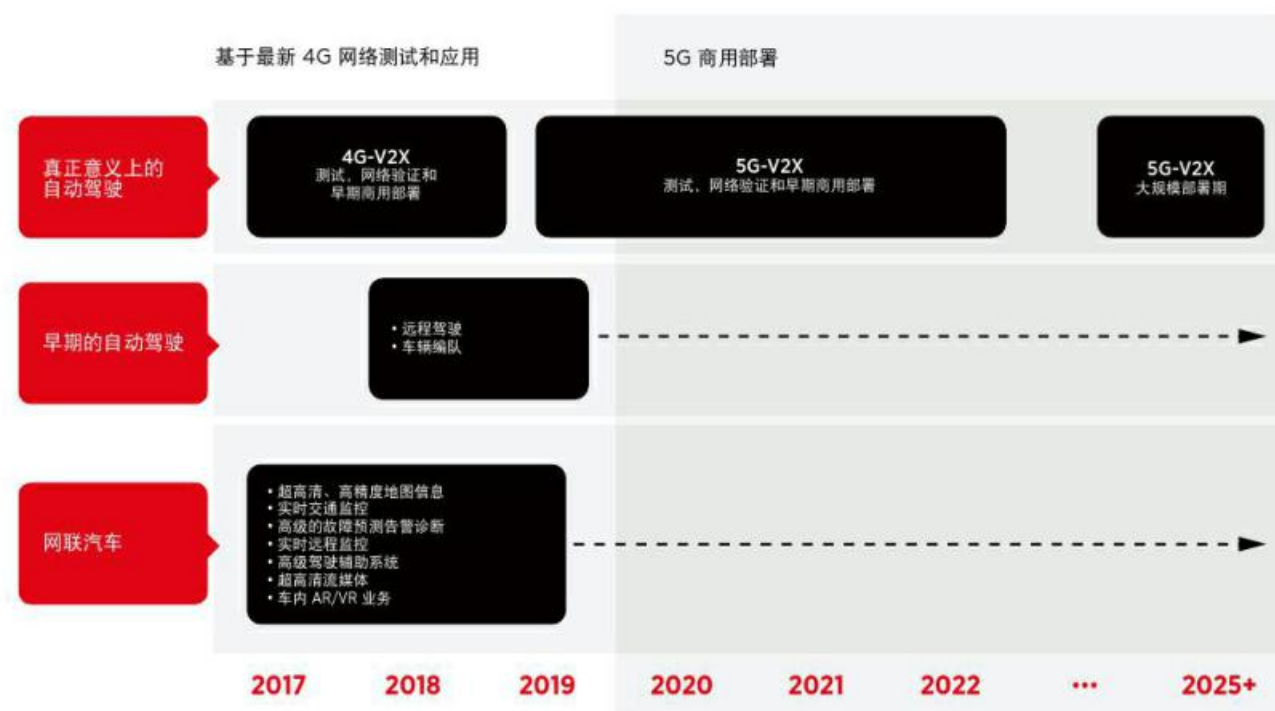 基于最新 4G 网络测试和应用
5G 商用部署
真正意义上的
自动驾驶
4G-V2X
测试、网络验证和
早期商用部署
5G-V2X
测试、网络验证和早期商用部署
5G-V2X
大规模部署期
早期的自动驾驶
• 远程驾驶
• 车辆编队
网联汽车
• 超高清、高精度地图信息
• 实时交通监控
• 高级的故障预测告警诊断
• 实时远程监控
• 高级驾驶辅助系统
• 超高清流媒体
• 车内 AR/VR 业务
2017
2018
2019
2020
2021
2022
...
2025+